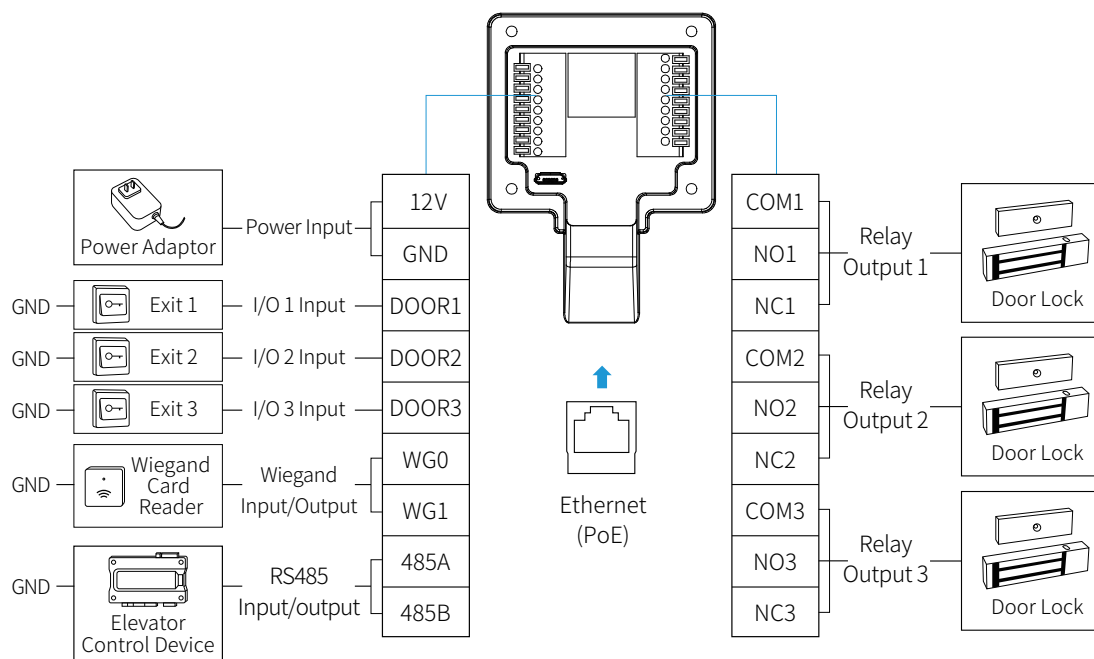 Power Adaptor
Power Input
12V
GND
GND
Exit 1
I/O 1 Input
DOOR1
GND
Exit 2
I/O 2 Input
DOOR2
GND
Exit 3
I/O 3 Input
DOOR3
GND
Wiegand
Card
Reader
Wiegand
Input/Output
WG0
WG1
GND
Elevator
Control Device
RS485
Input/output
485A
485B
Ethernet
(PoE)
COM1
NO1
NC1
Relay
Output 1
Door Lock
COM2
NO2
NC2
Relay
Output 2
Door Lock
COM3
NO3
NC3
Relay
Output 3
Door Lock